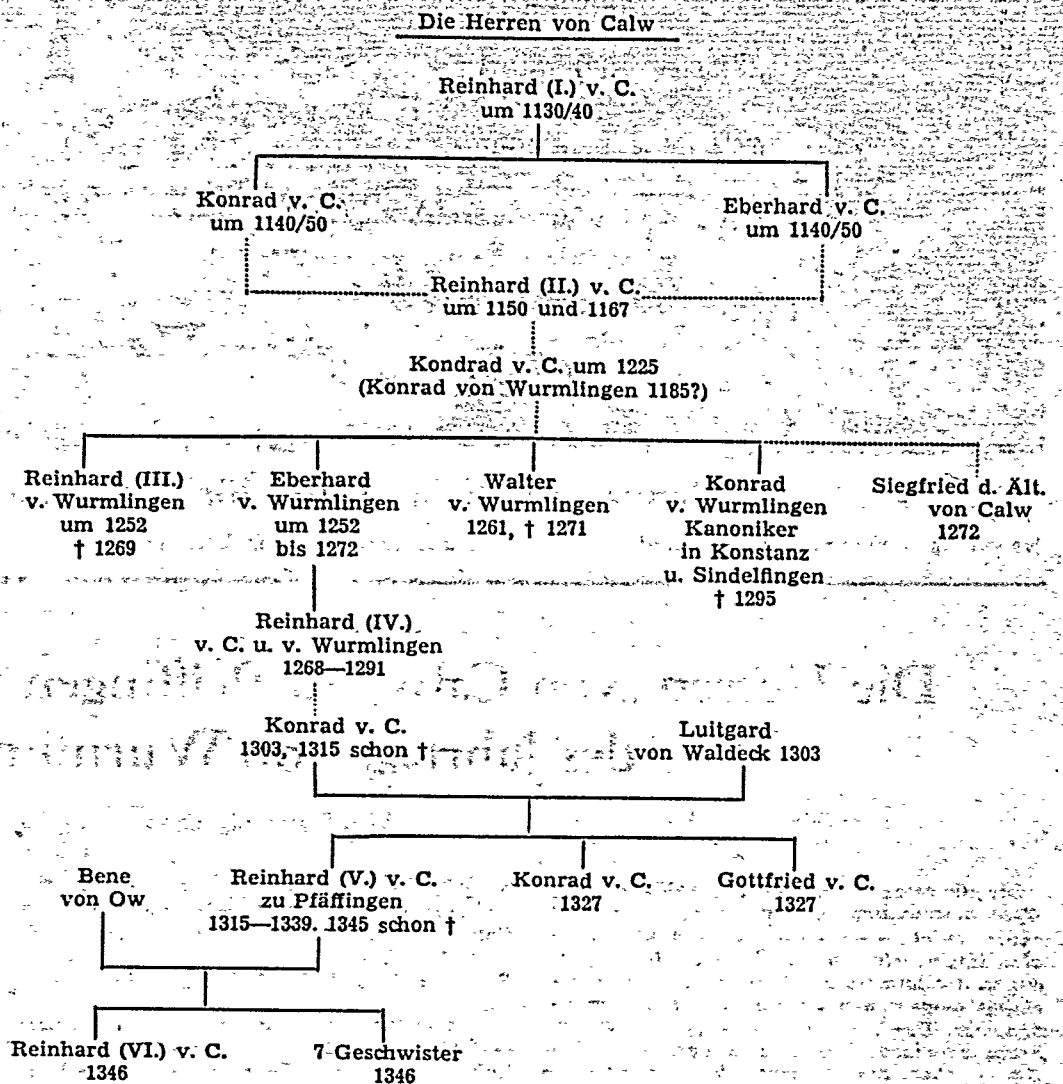 Die Herren von Calw
Reinhard (I.) v. C.
um 1130/40
Konrad v. C.
um 1140/50
Eberhard v. C.
um 1140/50
Reinhard (II.) v. C.
um 1150 und 1167
Kondrad v. C. um 1225
(Konrad von Wurmlingen 1185?)
Reinhard (III.)
v. Wurmlingen
um 1252
† 1269
Eberhard
v. Wurmlingen
um 1252
bis 1272
Walter
v. Wurmlingen
1261, † 1271
Konrad
v. Wurmlingen
Kanoniker
in Konstanz
u. Sindelfingen
† 1295
Siegfried d. Ält.
von Calw
1272
Reinhard (IV.)
v. C. u. v. Wurmlingen
1268—1291
Konrad v. C.
1303, 1315 schon †
Luitgard
von Waldeck 1303
Bene
von Ow
Reinhard (V.) v. C.
zu Pfäffingen
1315—1339. 1345 schon †
Konrad v. C.
1327
Gottfried v. C.
1327
Reinhard (VI.) v. C.
1346
7 Geschwister
1346